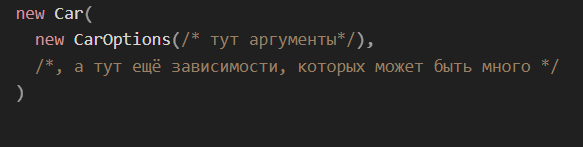 new Car(
new CarOptions(/* тут аргументы*/),
/*, а тут ещё зависимости, которых может быть много */
)